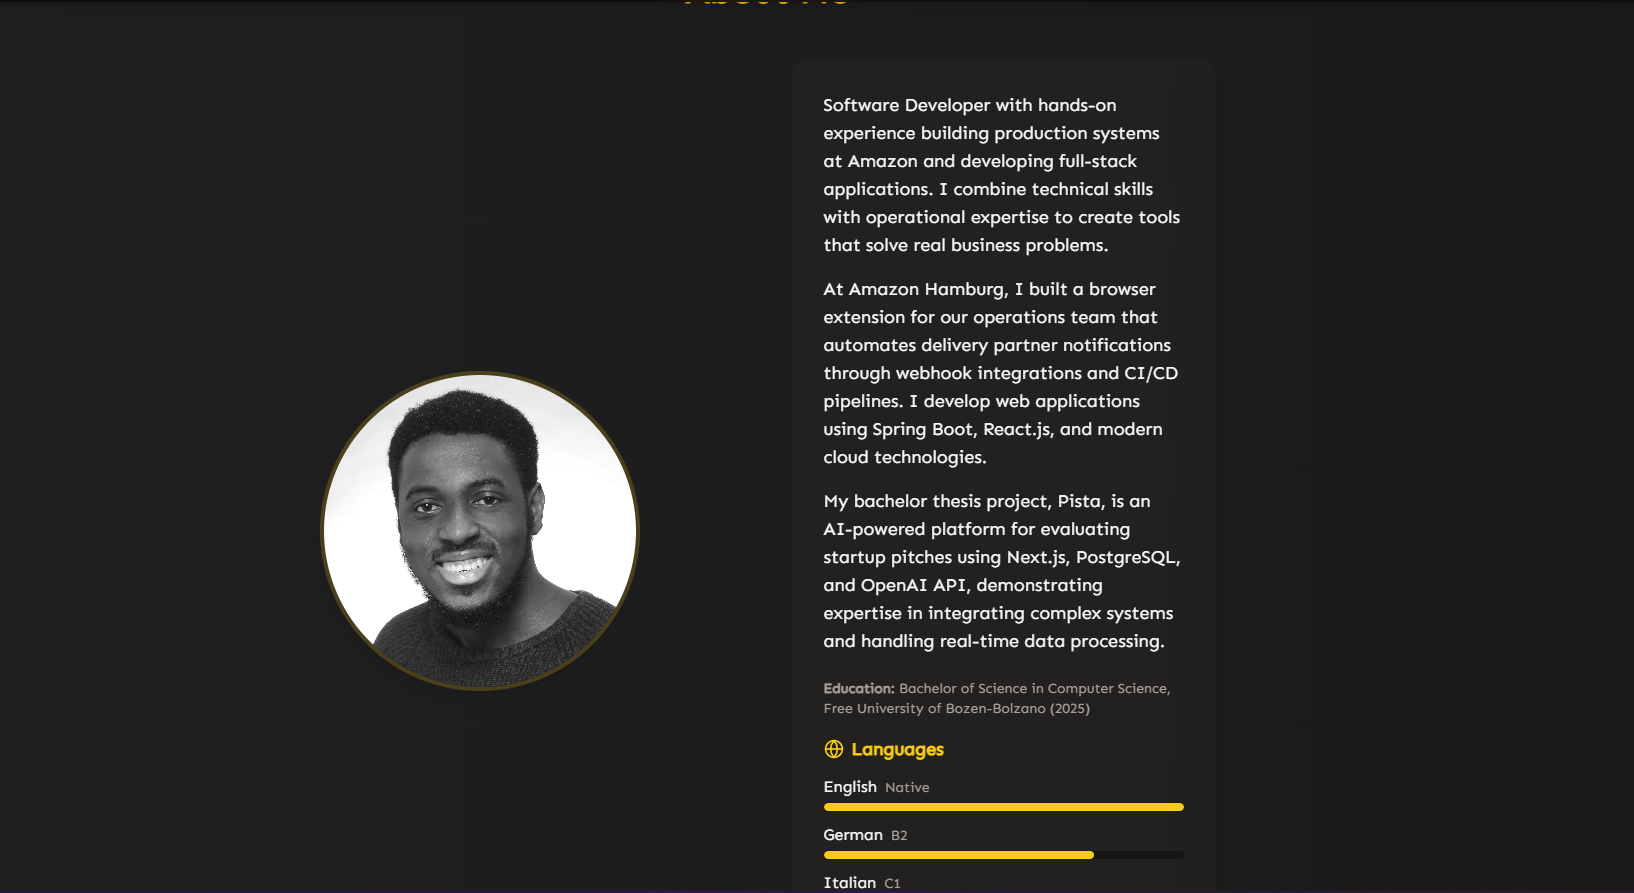 Software Developer with hands-on
experience building production systems
at Amazon and developing full-stack
applications. I combine technical skills
with operational expertise to create tools
that solve real business problems.
At Amazon Hamburg, I built a browser
extension for our operations team that
automates delivery partner notifications
through webhook integrations and CI/CD
pipelines. I develop web applications
using Spring Boot, React.js, and modern
cloud technologies.
My bachelor thesis project, Pista, is an
AI-powered platform for evaluating
startup pitches using Next.js, PostgreSQL,
and OpenAI API, demonstrating
expertise in integrating complex systems
and handling real-time data processing.
Education: Bachelor of Science in Computer Science,
Free University of Bozen-Bolzano (2025)
Languages
English Native
German B2
Italian C1